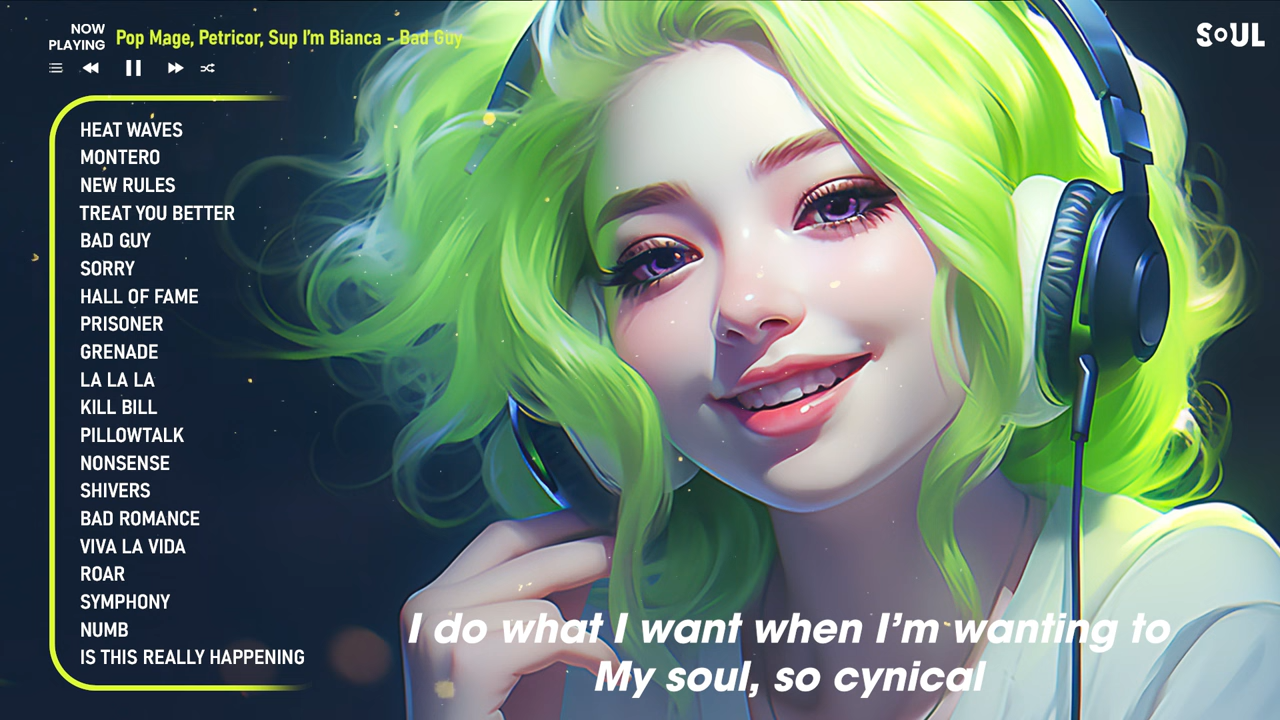 NOW
PLAYING
Pop Mage, Petricor, Sup I'm Bianca - Bad Guy
SOUL
HEAT WAVES
MONTERO
NEW RULES
TREAT YOU BETTER
BAD GUY
SORRY
HALL OF FAME
PRISONER
GRENADE
LA LA LA
KILL BILL
PILLOWTALK
NONSENSE
SHIVERS
BAD ROMANCE
VIVA LA VIDA
ROAR
SYMPHONY
NUMB
IS THIS REALLY HAPPENING
I do what I want when I'm wanting to
My soul, so cynical